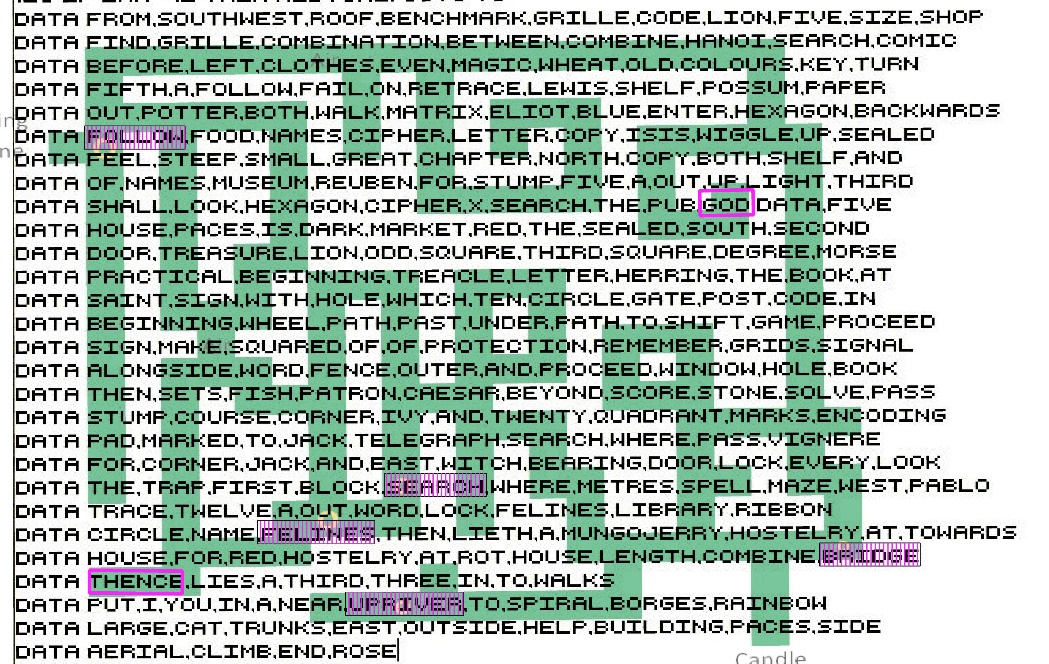 DATA FROM,SOUTHWEST,ROOF,BENCHMARK,GRILLE,CODE,LION,FIVE,SIZE,SHOP
DATA FIND,GRILLE,COMBINATION,BETWEEN,COMBINE,HANOI,SEARCH,COMIC
DATA BEFORE,LEFT,CLOTHES,EVEN,MAGIC,WHEAT,OLD,COLOURS,KEY,TURN
DATA FIFTH,A,FOLLOW,FAIL,ON,RETRACE,LEWIS,SHELF,POSSUM,PAPER
DATA OUT,POTTER,BOTH,WALK,MATRIX,ELIOT,BLUE,ENTER,HEXAGON,BACKWARDS
DATA FOLLOW,FOOD,NAMES,CIPHER,LETTER,COPY,ISIS,WIGGLE,UP,SEALED
DATA FEEL,STEEP,SMALL,GREAT,CHAPTER,NORTH,COPY,BOTH,SHELF,AND
DATA OF,NAMES,MUSEUM,REUBEN,FOR,STUMP,FIVE,A,OUT,UP,LIGHT,THIRD
DATA SHALL,LOOK,HEXAGON,CIPHER,X,SEARCH,THE,PUB,GOD,DATA,FIVE
DATA HOUSE,PACES,IS,DARK,MARKET,RED,THE,SEALED,SOUTH,SECOND
DATA DOOR,TREASURE,LION,ODD,SQUARE,THIRD,SQUARE,DEGREE,MORSE
DATA PRACTICAL,BEGINNING,TREACLE,LETTER,HERRING,THE,BOOK,AT
DATA SAINT,SIGN,WITH,HOLE,WHICH,TEN,CIRCLE,GATE,POST,CODE,IN
DATA BEGINNING,WHEEL,PATH,PAST,UNDER,PATH,TO,SHIFT,GAME,PROCEED
DATA SIGN,MAKE,SQUARED,OF,OF,PROTECTION,REMEMBER,GRIDS,SIGNAL
DATA ALONGSIDE,WORD,FENCE,OUTER,AND,PROCEED,WINDOW,HOLE,BOOK
DATA THEN,SETS,FISH,PATRON,CAESAR,BEYOND,SCORE,STONE,SOLVE,PASS
DATA STUMP,COURSE,CORNER,IVY,AND,TWENTY,QUADRANT,MARKS,ENCODING
DATA PAD,MARKED,TO,JACK,TELEGRAPH,SEARCH,WHERE,PASS,VIGNERE
DATA FOR,CORNER,JACK,AND,EAST,WITCH,BEARING,DOOR,LOCK,EVERY,LOOK
DATA THE,TRAP,FIRST,BLOCK,SEARCH,WHERE,METRES,SPELL,MAZE,WEST,PABLO
DATA TRACE,TWELVE,A,OUT,WORD,LOCK,FELINES,LIBRARY,RIBBON
DATA CIRCLE,NAME,FELINES,THEN,LIETH,A,MUNGOJERRY,HOSTELRY,AT,TOWARDS
DATA HOUSE,FOR,RED,HOSTELRY,AT,ROT,HOUSE,LENGTH,COMBINE,BRIDGE
DATA THENCE,LIES,A,THIRD,THREE,IN,TO,WALKS
DATA PUT,I,YOU,IN,A,NEAR,UPRIVER,TO,SPIRAL,BORGES,RAINBOW
DATA LARGE,CAT,TRUNKS,EAST,OUTSIDE,HELP,BUILDING,PACES,SIDE
DATA AERIAL,CLIMB,END,ROSE
Candle